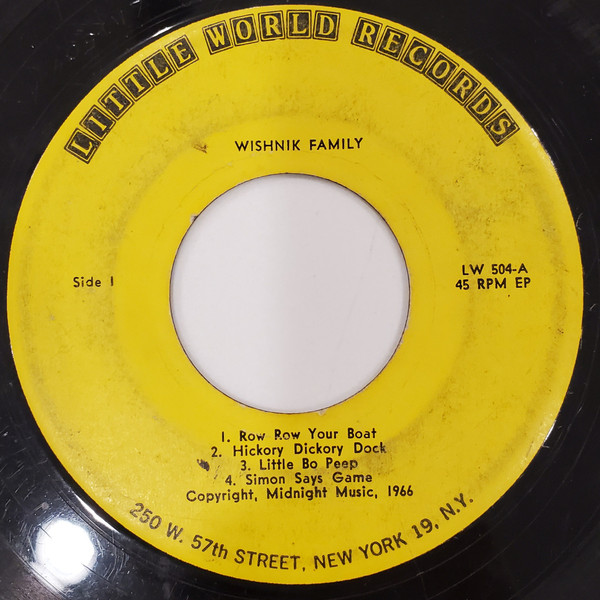 LITTLE WORLD RECORDS
WISHNIK FAMILY
Side 1
LW 504-A
45 RPM EP
1. Row Row Your Boat
2. Hickory Dickory Dock
3. Little Bo Peep
4. Simon Says Game
Copyright, Midnight Music, 1966
250 W. 57th STREET, NEW YORK 19, N.Y.